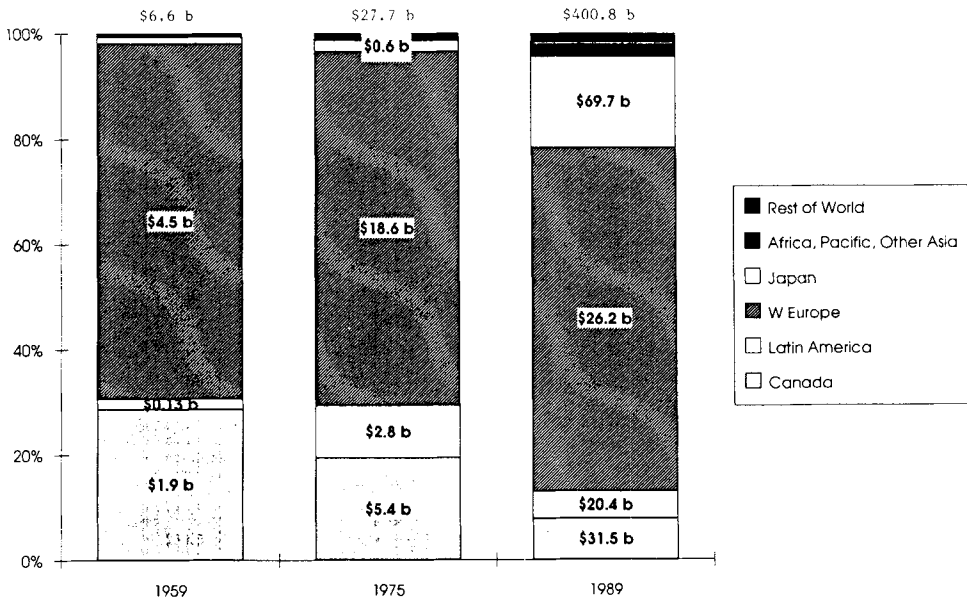 $6.6 b $27.7 b $400.8 b
100%
$0.6 b
$69.7 b
80%
$4.5 b
$18.6 b
60%
$26.2 b
40%
$0.13 b
$2.8 b
20%
$1.9 b
$5.4 b
$20.4 b
$31.5 b
0%
1959 1975 1989
Rest of World
Africa, Pacific, Other Asia
Japan
W Europe
Latin America
Canada